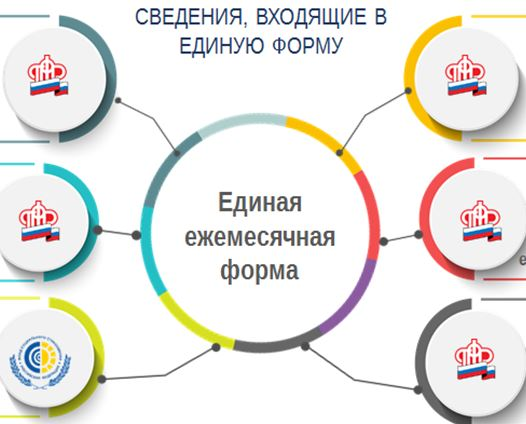 СВЕДЕНИЯ, ВХОДЯЩИЕ В
ЕДИНУЮ ФОРМУ
Единая
ежемесячная
форма